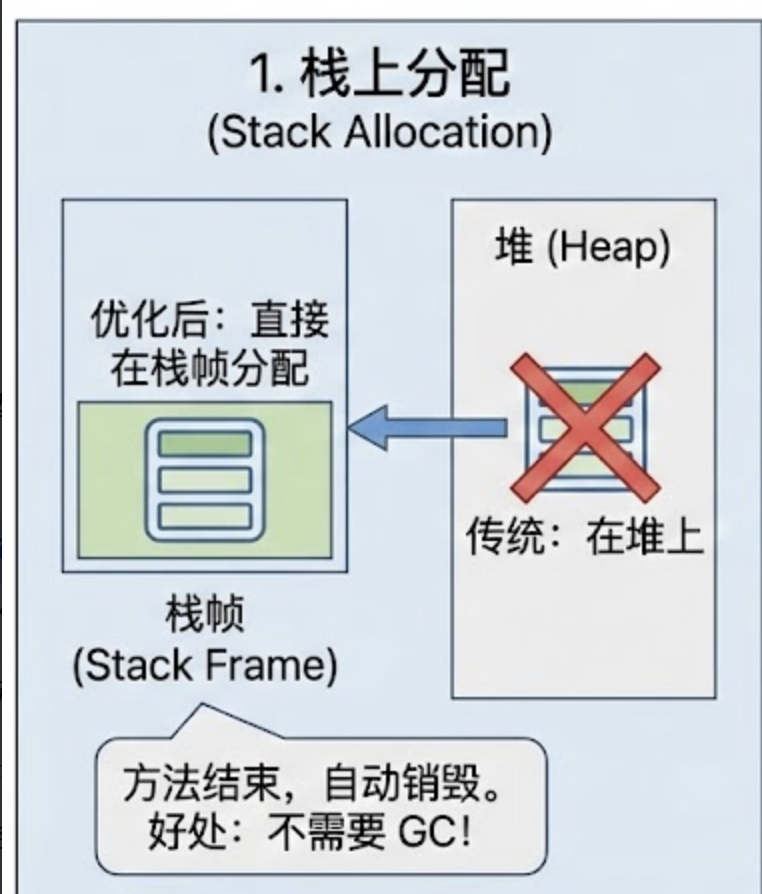 1. 栈上分配
(Stack Allocation)
优化后：直接
在栈帧分配
堆 (Heap)
传统：在堆上
栈帧
(Stack Frame)
方法结束，自动销毁。
好处：不需要 GC！